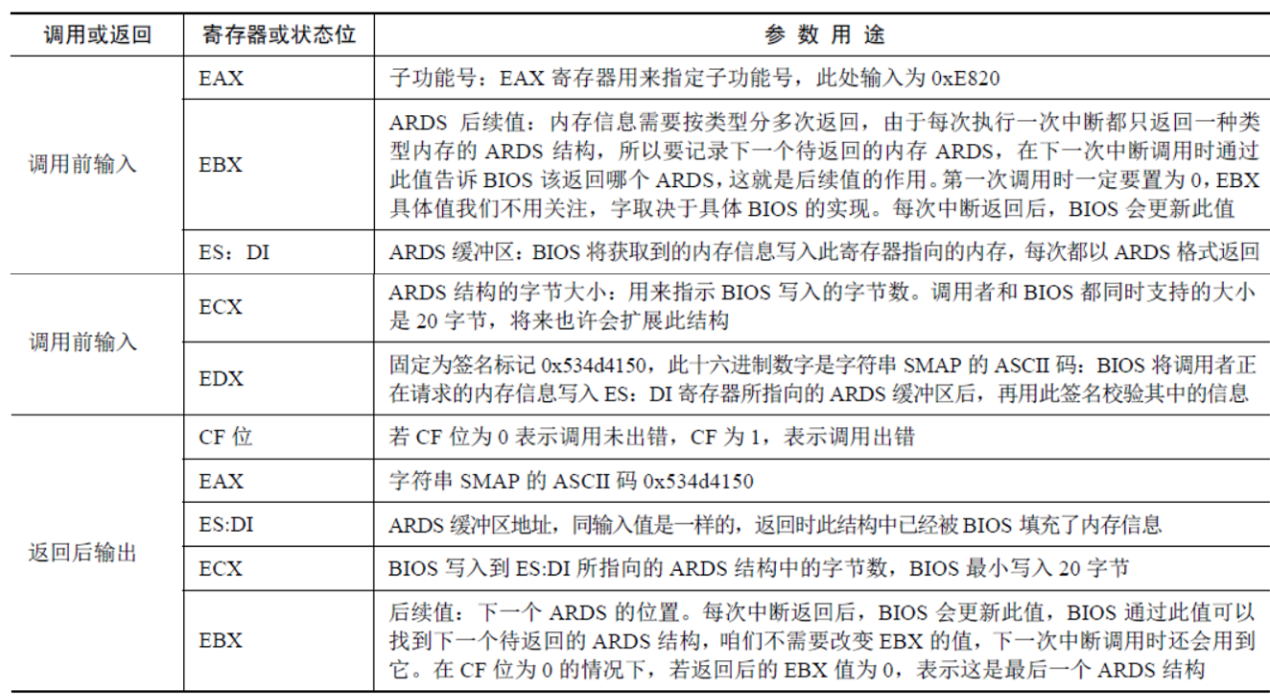 调用或返回 寄存器或状态位 参 数 用 途
EAX 子功能号：EAX 寄存器用来指定子功能号，此处输入为 0xE820
调用前输入
EBX
ARDS 后续值：内存信息需要按类型分多次返回，由于每次执行一次中断都只返回一种类
型内存的 ARDS 结构，所以要记录下一个待返回的内存 ARDS，在下一次中断调用时通过
此值告诉 BIOS 该返回哪个 ARDS，这就是后续值的作用。第一次调用时一定要置为 0，EBX
具体值我们不用关注，字取决于具体 BIOS 的实现。每次中断返回后，BIOS 会更新此值
ES：DI ARDS 缓冲区：BIOS 将获取到的内存信息写入此寄存器指向的内存，每次都以 ARDS 格式返回
调用前输入
ECX
ARDS 结构的字节大小：用来指示 BIOS 写入的字节数。调用者和 BIOS 都同时支持的大小
是 20 字节，将来也许会扩展此结构
EDX
固定为签名标记 0x534d4150，此十六进制数字是字符串 SMAP 的 ASCII 码：BIOS 将调用者正
在请求的内存信息写入 ES：DI 寄存器所指向的 ARDS 缓冲区后，再用此签名校验其中的信息
返回后输出
CF 位 若 CF 位为 0 表示调用未出错，CF 为 1，表示调用出错
EAX 字符串 SMAP 的 ASCII 码 0x534d4150
ES:DI ARDS 缓冲区地址，同输入值是一样的，返回时此结构中已经被 BIOS 填充了内存信息
ECX BIOS 写入到 ES:DI 所指向的 ARDS 结构中的字节数，BIOS 最小写入 20 字节
EBX
后续值：下一个 ARDS 的位置。每次中断返回后，BIOS 会更新此值，BIOS 通过此值可以
找到下一个待返回的 ARDS 结构，咱们不需要改变 EBX 的值，下一次中断调用时还会用到
它。在 CF 位为 0 的情况下，若返回后的 EBX 值为 0，表示这是最后一个 ARDS 结构